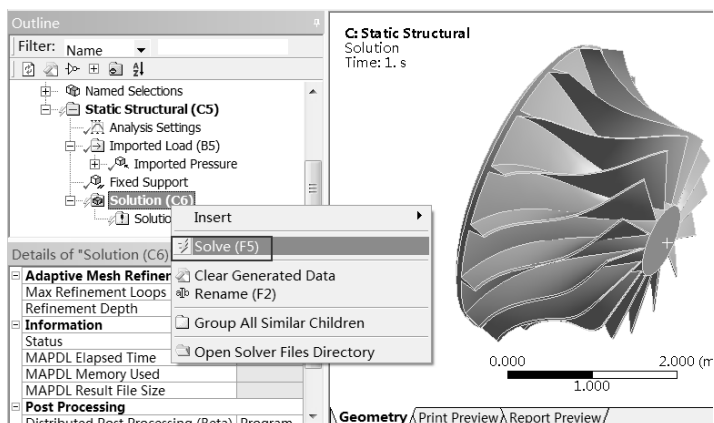 Outline
Filter: Name
Named Selections
Static Structural (C5)
Analysis Settings
Imported Load (B5)
Imported Pressure
Fixed Support
Solution (C6)
Solutio
Insert
Solve (F5)
Clear Generated Data
Rename (F2)
Group All Similar Children
Open Solver Files Directory
Details of "Solution (C6)
Adaptive Mesh Refiner
Max Refinement Loops
Refinement Depth
Information
Status
MAPDL Elapsed Time
MAPDL Memory Used
MAPDL Result File Size
Post Processing
Distributed Post Processing (Beta) Program
C: Static Structural
Solution
Time: 1. s
0.000 2.000 (m
1.000
Geometry Print Preview Report Preview